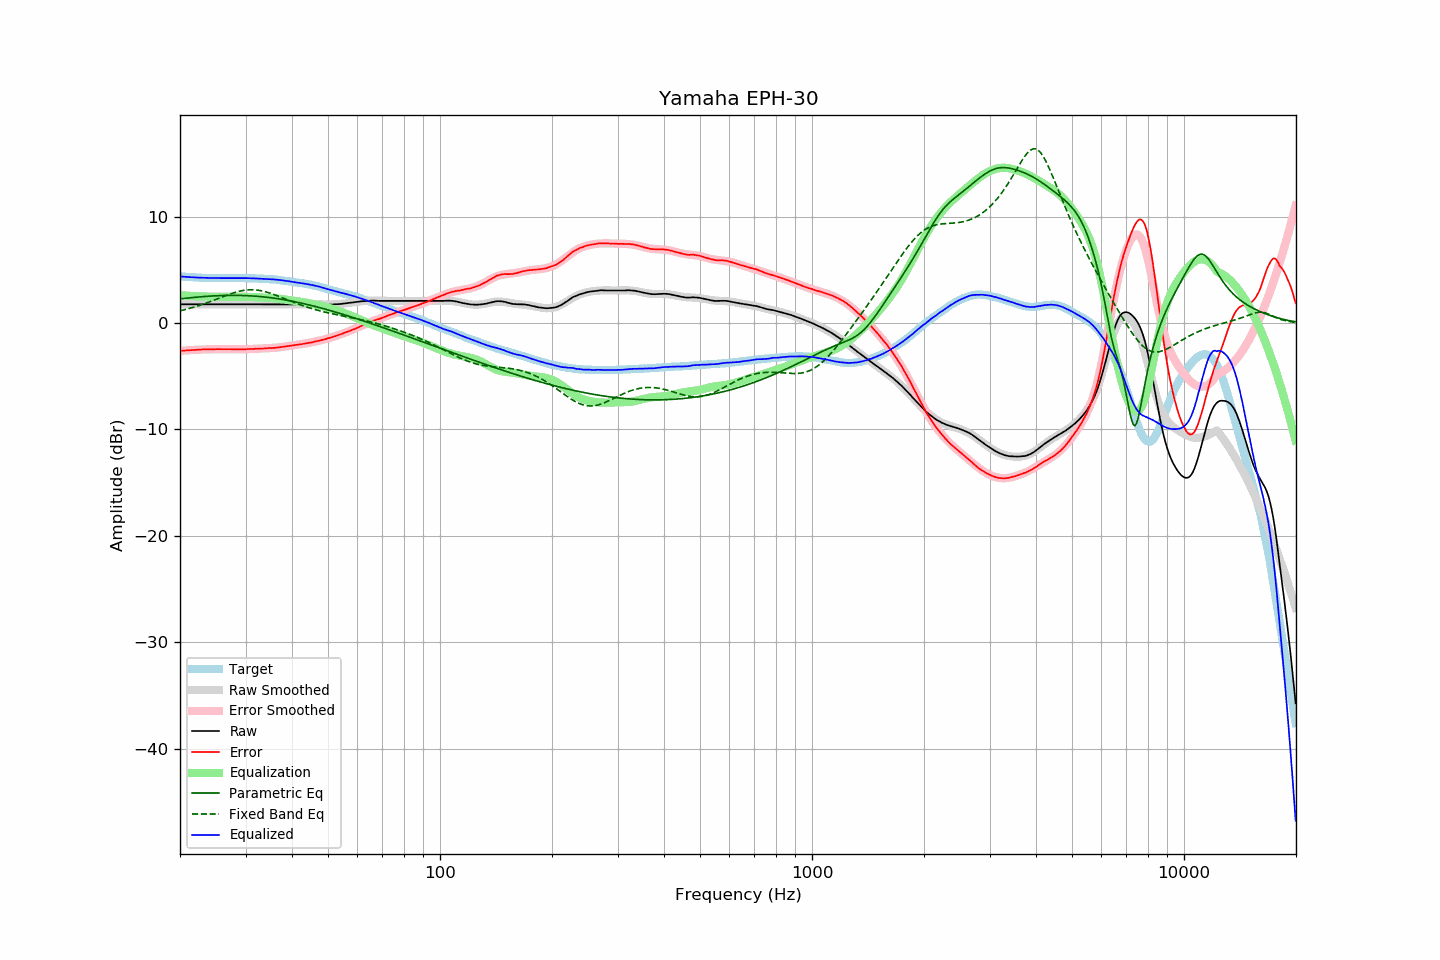 Yamaha EPH-30
10
0
−10
−20
−30
−40
Amplitude (dBr)
Target
Raw Smoothed
Error Smoothed
Raw
Error
Equalization
Parametric Eq
Fixed Band Eq
Equalized
100
1000
10000
Frequency (Hz)